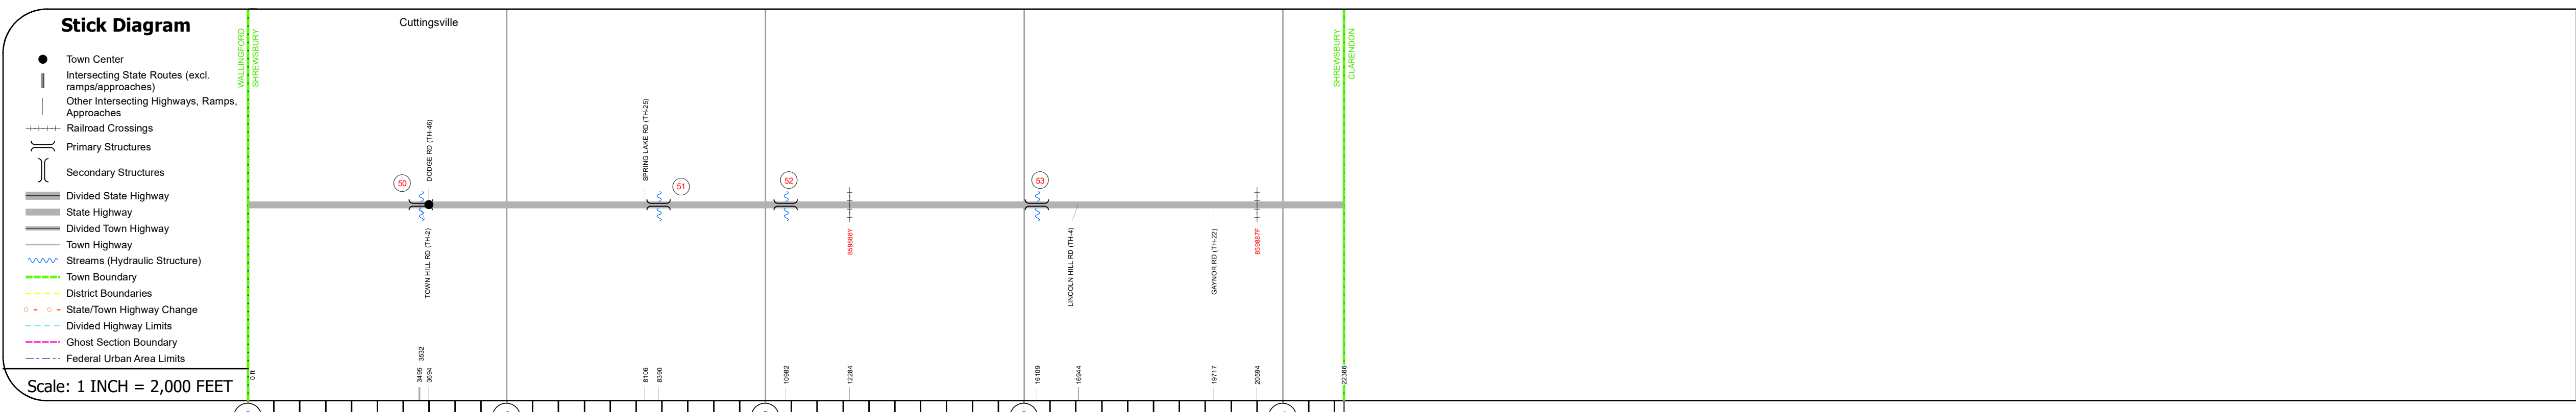 Stick Diagram
Town Center
Intersecting State Routes (excl.
ramps/approaches)
Other Intersecting Highways, Ramps,
Approaches
Railroad Crossings
Primary Structures
Secondary Structures
Divided State Highway
State Highway
Divided Town Highway
Town Highway
Streams (Hydraulic Structure)
Town Boundary
District Boundaries
State/Town Highway Change
Divided Highway Limits
Ghost Section Boundary
Federal Urban Area Limits
Scale: 1 INCH = 2,000 FEET
WALLINGFORD
SHREWSBURY
Cuttingsville
SHREWSBURY
CLARENDON
DODGE RD (TH-46)
SPRING LAKE RD (TH-25)
50
51
52
53
TOWN HILL RD (TH-2)
859886Y
LINCOLN HILL RD (TH-4)
GAYNOR RD (TH-22)
859887F
0 ft
3495
3532
3694
8106
8390
10982
12284
16109
16944
19717
20594
22366